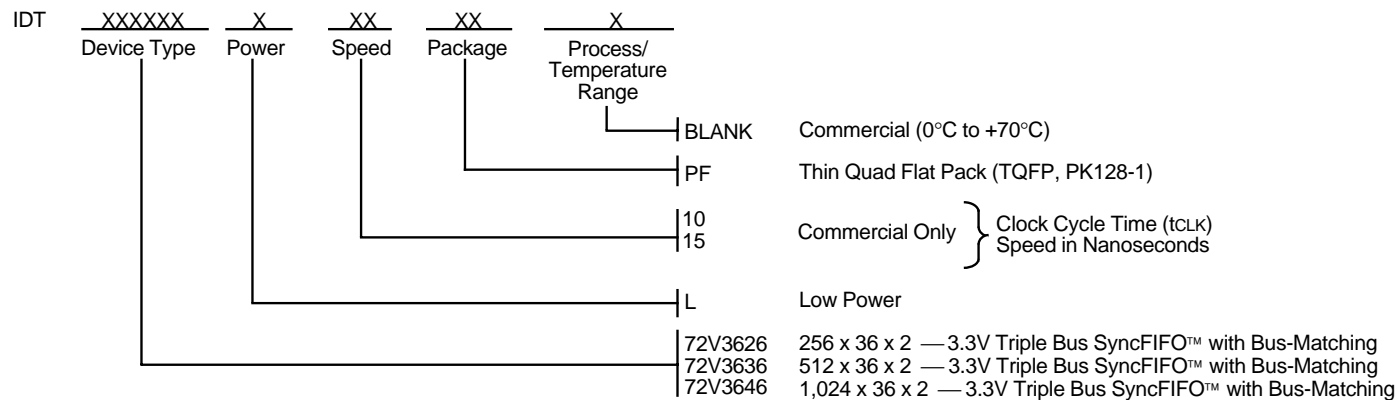 IDT XXXXXX X XX XX X
Device Type Power Speed Package Process/
Temperature
Range
BLANK Commercial (0°C to +70°C)
PF Thin Quad Flat Pack (TQFP, PK128-1)
10
15
Commercial Only
Clock Cycle Time (tCLK)
Speed in Nanoseconds
L Low Power
72V3626 256 x 36 x 2 — 3.3V Triple Bus SyncFIFO™ with Bus-Matching
72V3636 512 x 36 x 2 — 3.3V Triple Bus SyncFIFO™ with Bus-Matching
72V3646 1,024 x 36 x 2 — 3.3V Triple Bus SyncFIFO™ with Bus-Matching